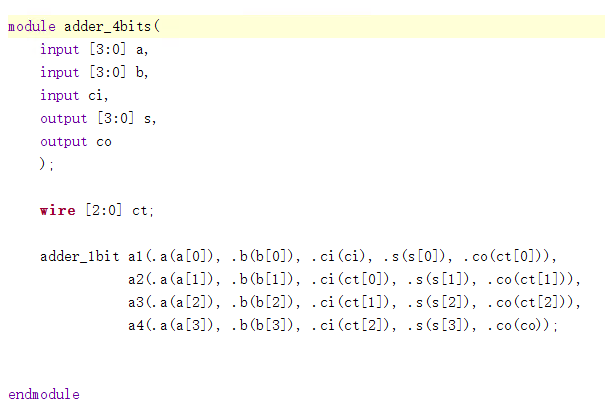 module adder_4bits(
    input [3:0] a,
    input [3:0] b,
    input ci,
    output [3:0] s,
    output co
    );
    wire [2:0] ct;
    adder_1bit a1(.a(a[0]), .b(b[0]), .ci(ci), .s(s[0]), .co(ct[0])),
               a2(.a(a[1]), .b(b[1]), .ci(ct[0]), .s(s[1]), .co(ct[1])),
               a3(.a(a[2]), .b(b[2]), .ci(ct[1]), .s(s[2]), .co(ct[2])),
               a4(.a(a[3]), .b(b[3]), .ci(ct[2]), .s(s[3]), .co(co));
endmodule